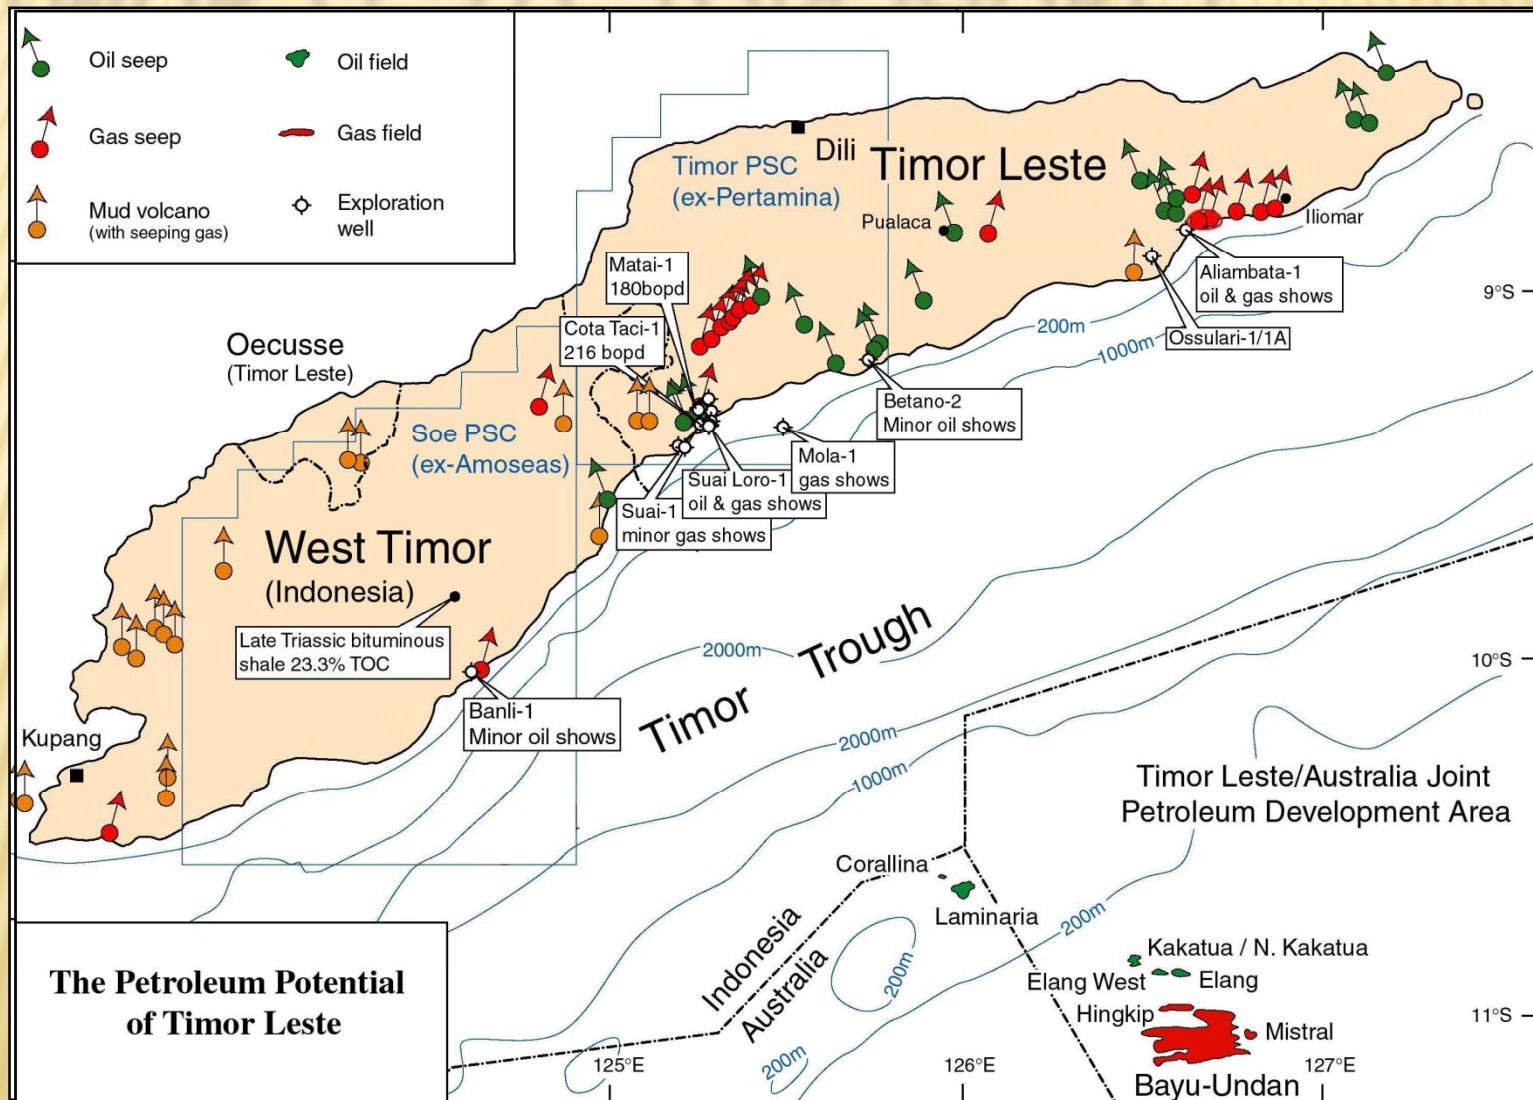 Oil seep
Oil field
Gas seep
Gas field
Mud volcano
(with seeping gas)
Exploration
well
Timor PSC
(ex-Pertamina)
Dili
Timor Leste
Pualaca
Iliomar
Matai-1
180bopd
Cota Taci-1
216 bopd
Aliambata-1
oil & gas shows
Ossulari-1/1A
9°S
200m
1000m
Oecusse
(Timor Leste)
Betano-2
Minor oil shows
Soe PSC
(ex-Amoseas)
Mola-1
gas shows
Suai Loro-1
oil & gas shows
Suai-1
minor gas shows
West Timor
(Indonesia)
Late Triassic bituminous
shale 23.3% TOC
2000m
Timor Trough
10°S
Banli-1
Minor oil shows
Kupang
2000m
1000m
Timor Leste/Australia Joint
Petroleum Development Area
Corallina
Laminaria
200m
Indonesia
Australia
200m
Kakatua / N. Kakatua
Elang West
Elang
Hingkip
Mistral
11°S
Bayu-Undan
200m
125°E
126°E
127°E
The Petroleum Potential
of Timor Leste